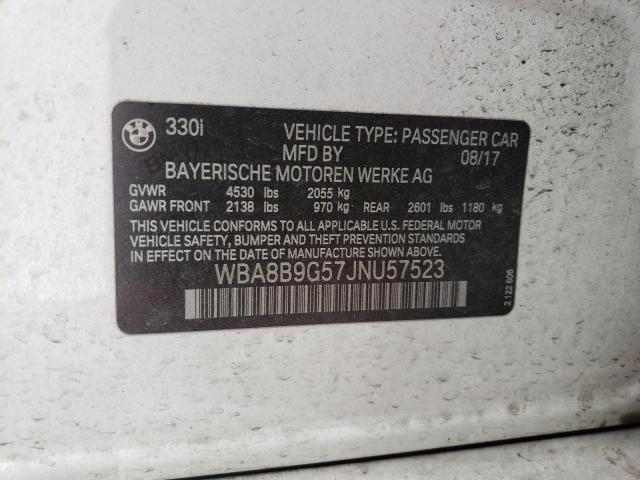 330i VEHICLE TYPE: PASSENGER CAR
MFD BY 08/17
BAYERISCHE MOTOREN WERKE AG
GVWR 4530 lbs 2055 kg
GAWR FRONT 2138 lbs 970 kg REAR 2601 lbs 1180 kg
THIS VEHICLE CONFORMS TO ALL APPLICABLE U.S. FEDERAL MOTOR
VEHICLE SAFETY, BUMPER AND THEFT PREVENTION STANDARDS
IN EFFECT ON THE DATE OF MANUFACTURE SHOWN ABOVE.
WBA8B9G57JNU57523
2 122 606